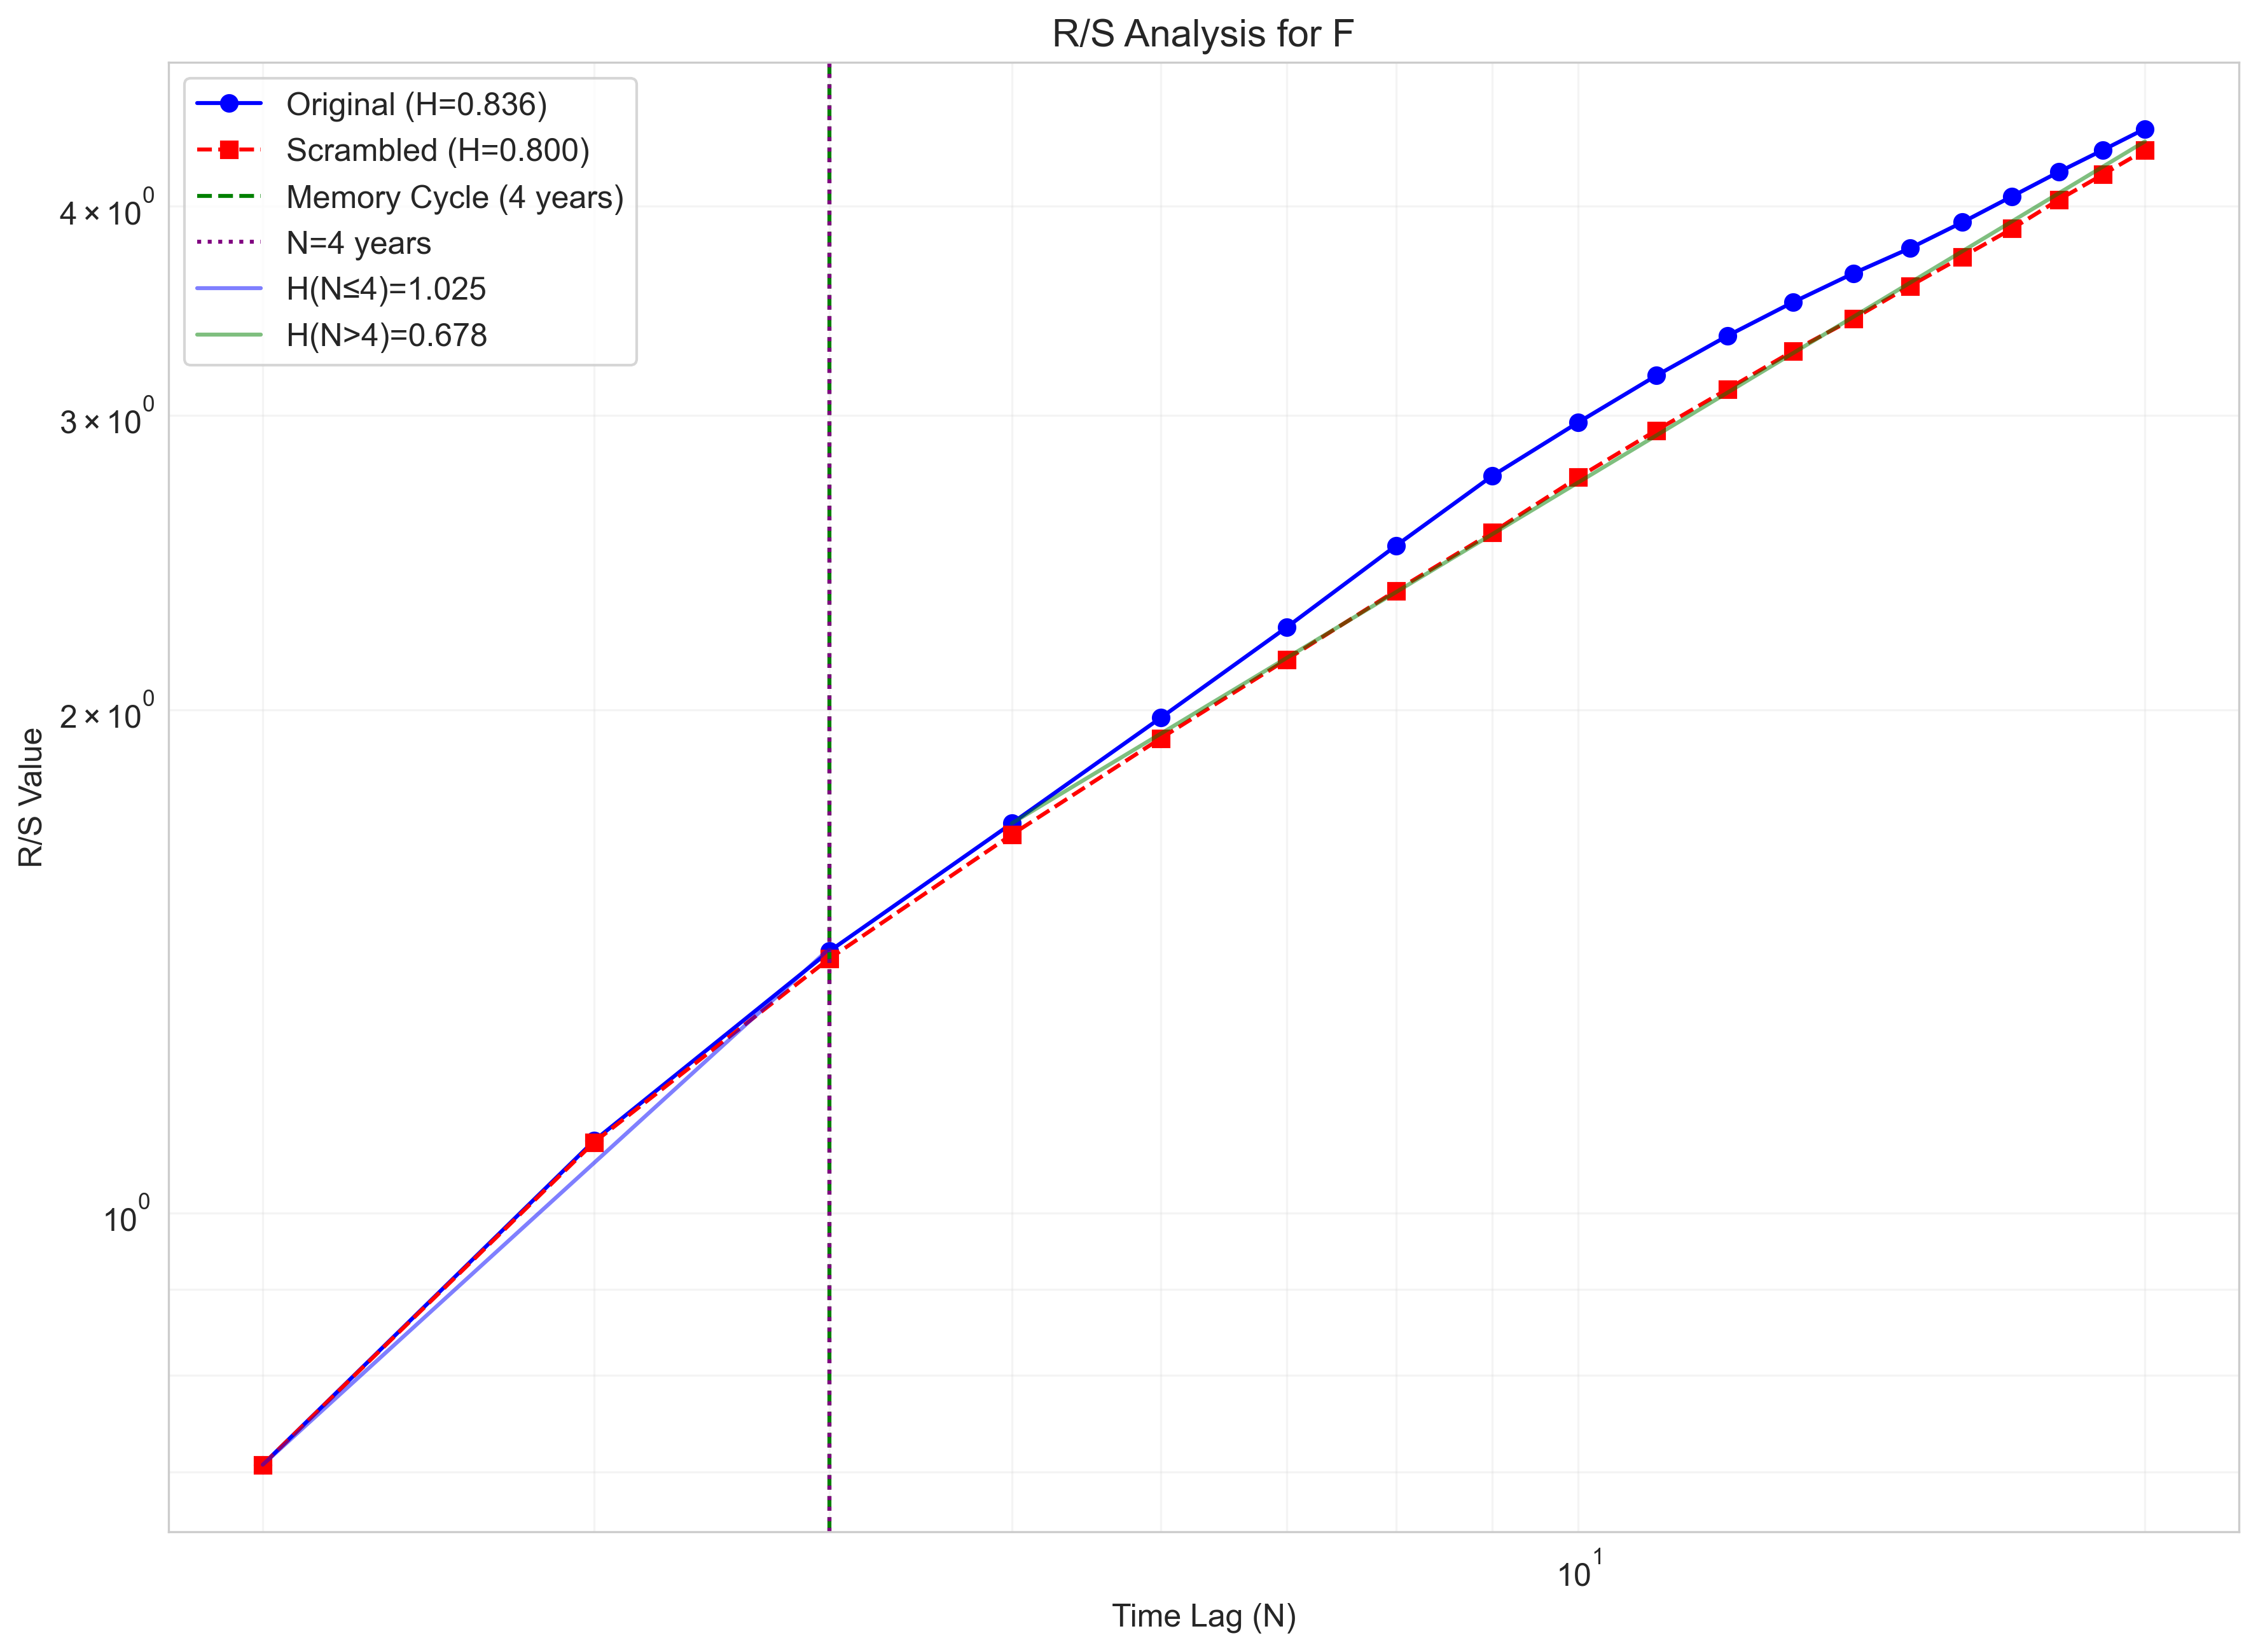 R/S Analysis for F
Original (H=0.836)
Scrambled (H=0.800)
Memory Cycle (4 years)
N=4 years
H(N≤4)=1.025
H(N>4)=0.678
4 × 10⁰
3 × 10⁰
2 × 10⁰
10⁰
R/S Value
10¹
Time Lag (N)